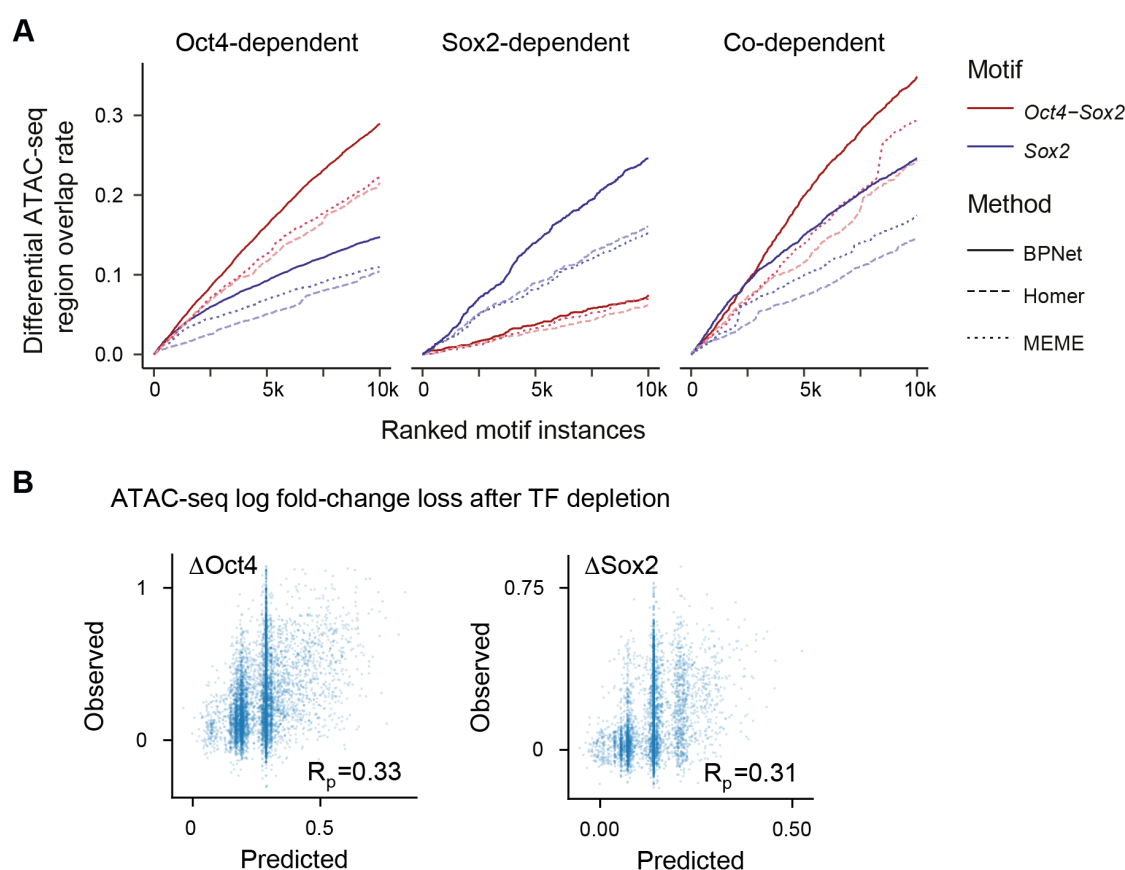 A
Oct4-dependent
Sox2-dependent
Co-dependent
Differential ATAC-seq
region overlap rate
0.3
0.2
0.1
0.0
0
5k
10k
0
5k
10k
0
5k
10k
Ranked motif instances
Motif
Oct4−Sox2
Sox2
Method
BPNet
Homer
MEME
B
ATAC-seq log fold-change loss after TF depletion
ΔOct4
Observed
1
0
Rp=0.33
0
0.5
Predicted
ΔSox2
Observed
0.75
0
Rp=0.31
0.00
0.50
Predicted